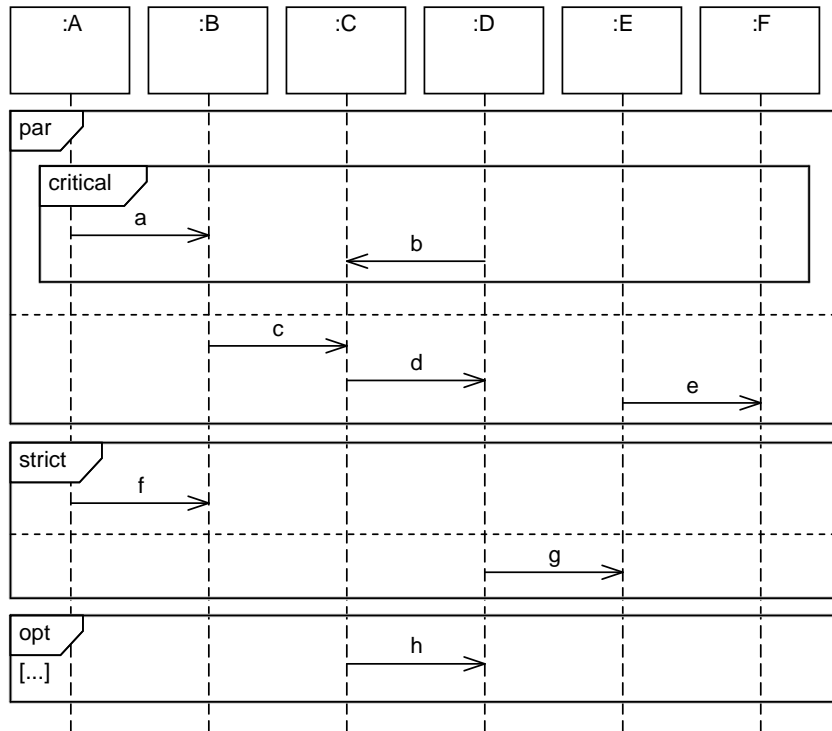 :A :B :C :D :E :F
par
critical
a
b
c
d
e
strict
f
g
opt
h
[...]